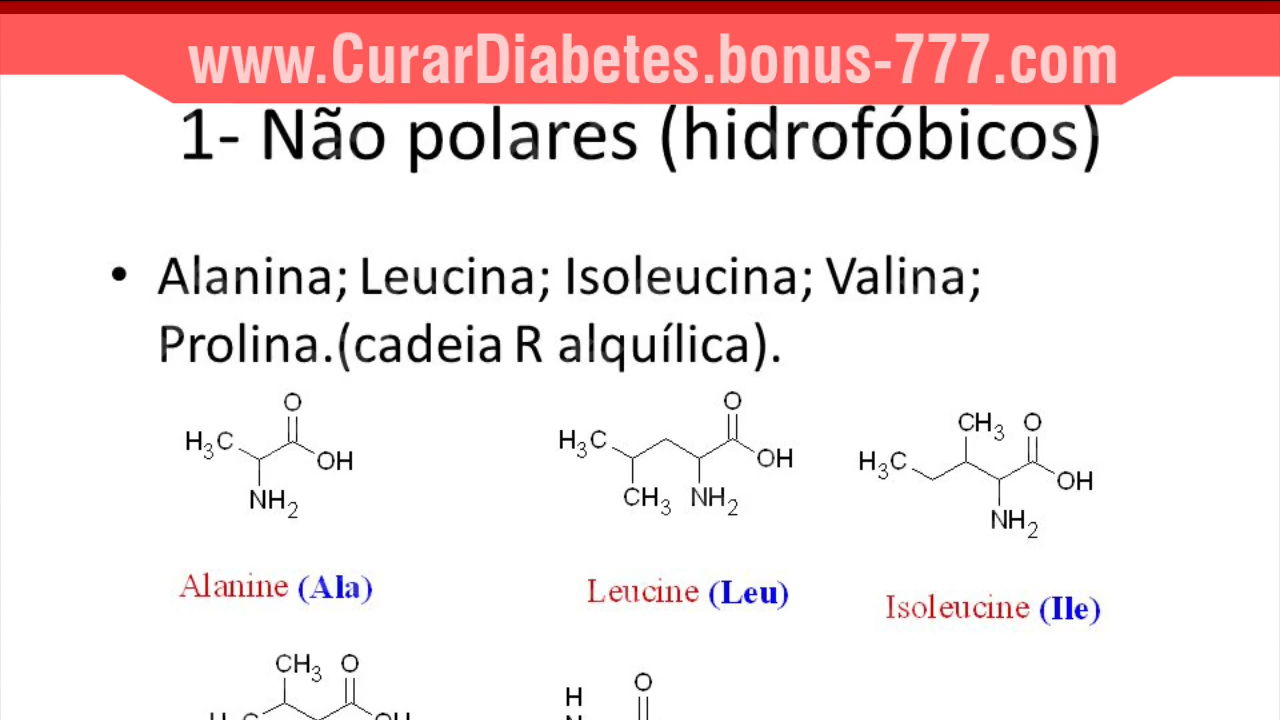 www.CurarDiabetes.bonus-777.com
1- Não polares (hidrofóbicos)
• Alanina; Leucina; Isoleucina; Valina;
Prolina.(cadeia R alquílica).
O
H3C
OH
NH2
O
H3C
OH
CH3 NH2
CH3 O
H3C
OH
NH2
Alanine (Ala)
Leucine (Leu)
Isoleucine (Ile)
CH3 O
H
O